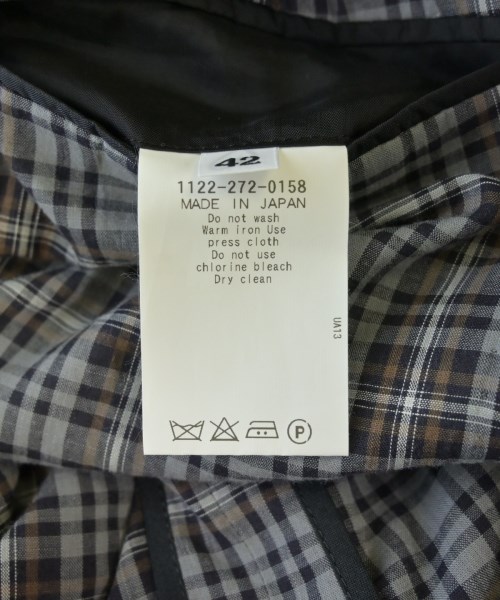 42
1122-272-0158
MADE IN JAPAN
Do not wash
Warm iron Use
press cloth
Do not use
chlorine bleach
Dry clean
UA13
P